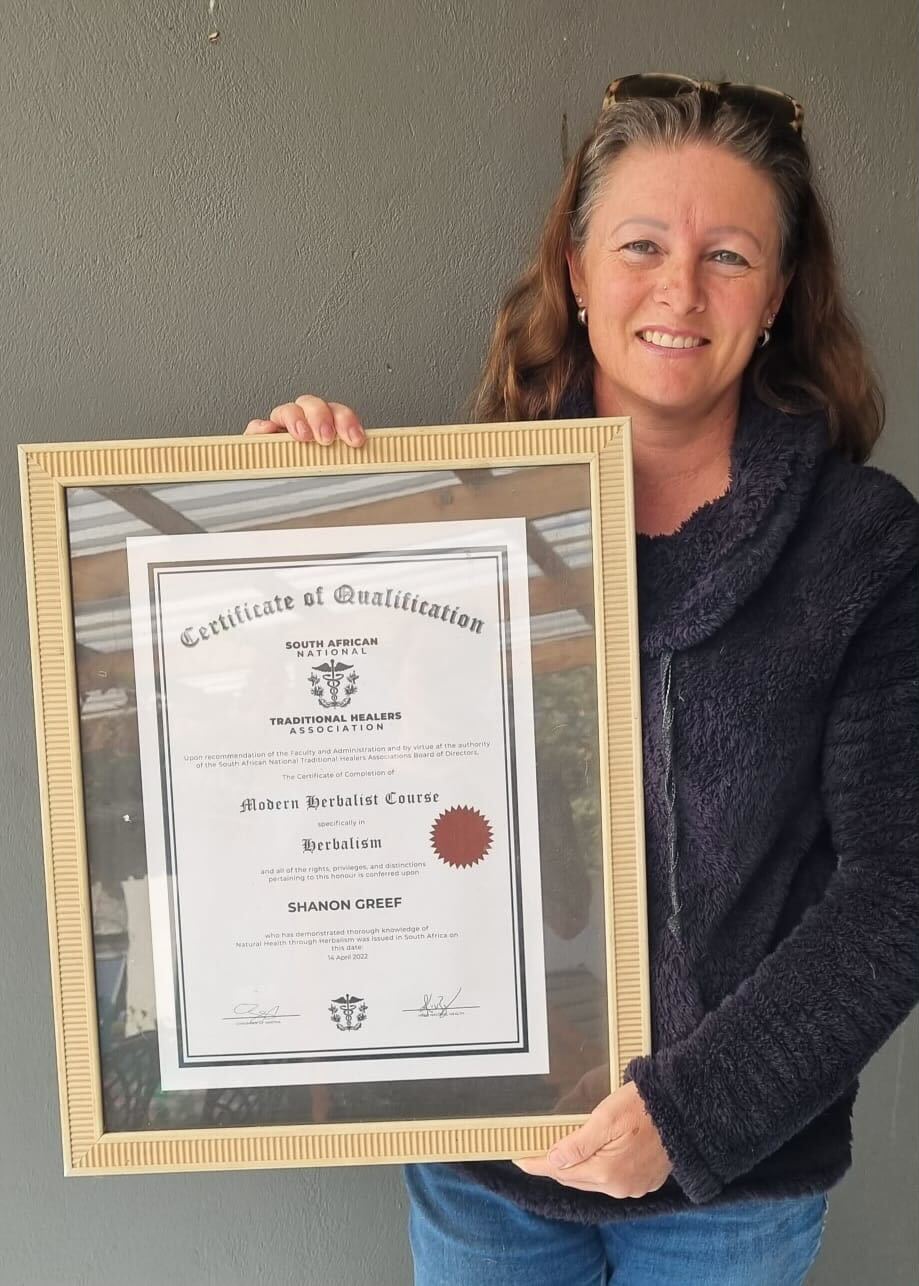 Certificate of Qualification
SOUTH AFRICAN
NATIONAL
TRADITIONAL HEALERS
ASSOCIATION
Upon recommendation of the Faculty and Administration and by virtue at the authority
of the South African National Traditional Healers Associations Board of Directors,
The Certificate of Completion of
Modern Herbalist Course
specifically in
Herbalism
and all of the rights, privileges, and distinctions
pertaining to this honour is conferred upon
SHANON GREEF
who has demonstrated thorough knowledge of
Natural Health through Herbalism was issued in South Africa on
this date:
14 April 2022